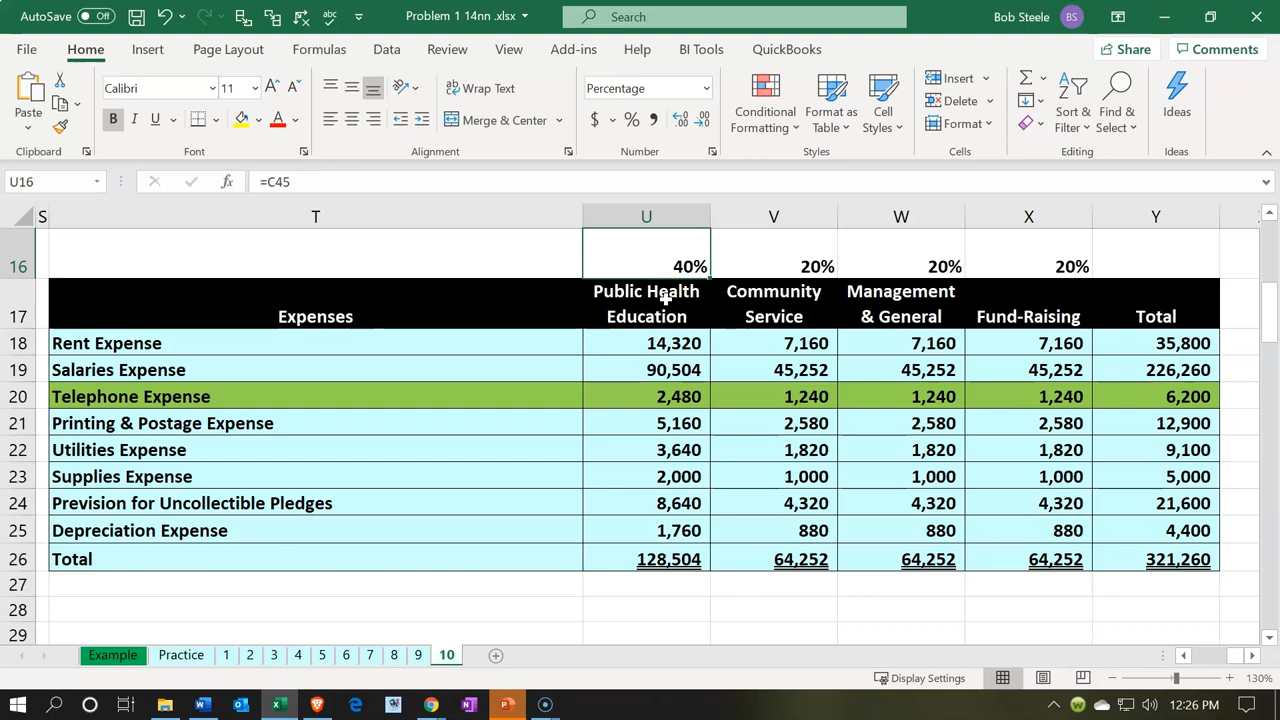 AutoSave Off Problem 1 14nn .xlsx Search Bob Steele BS
File Home Insert Page Layout Formulas Data Review View Add-ins Help BI Tools QuickBooks Share Comments
Paste Calibri 11 Wrap Text Percentage Conditional Formatting Format as Table Cell Styles Insert Sort & Filter Find & Select Ideas
B I U Merge & Center $ % Delete
Format
Clipboard Font Alignment Number Styles Cells Editing Ideas
U16 fx =C45
S T U V W X Y
16 40% 20% 20% 20%
17 Expenses Public Health Education Community Service Management & General Fund-Raising Total
18 Rent Expense 14,320 7,160 7,160 7,160 35,800
19 Salaries Expense 90,504 45,252 45,252 45,252 226,260
20 Telephone Expense 2,480 1,240 1,240 1,240 6,200
21 Printing & Postage Expense 5,160 2,580 2,580 2,580 12,900
22 Utilities Expense 3,640 1,820 1,820 1,820 9,100
23 Supplies Expense 2,000 1,000 1,000 1,000 5,000
24 Prevision for Uncollectible Pledges 8,640 4,320 4,320 4,320 21,600
25 Depreciation Expense 1,760 880 880 880 4,400
26 Total 128,504 64,252 64,252 64,252 321,260
27
28
29
Example Practice 1 2 3 4 5 6 7 8 9 10
Display Settings 130%
12:26 PM